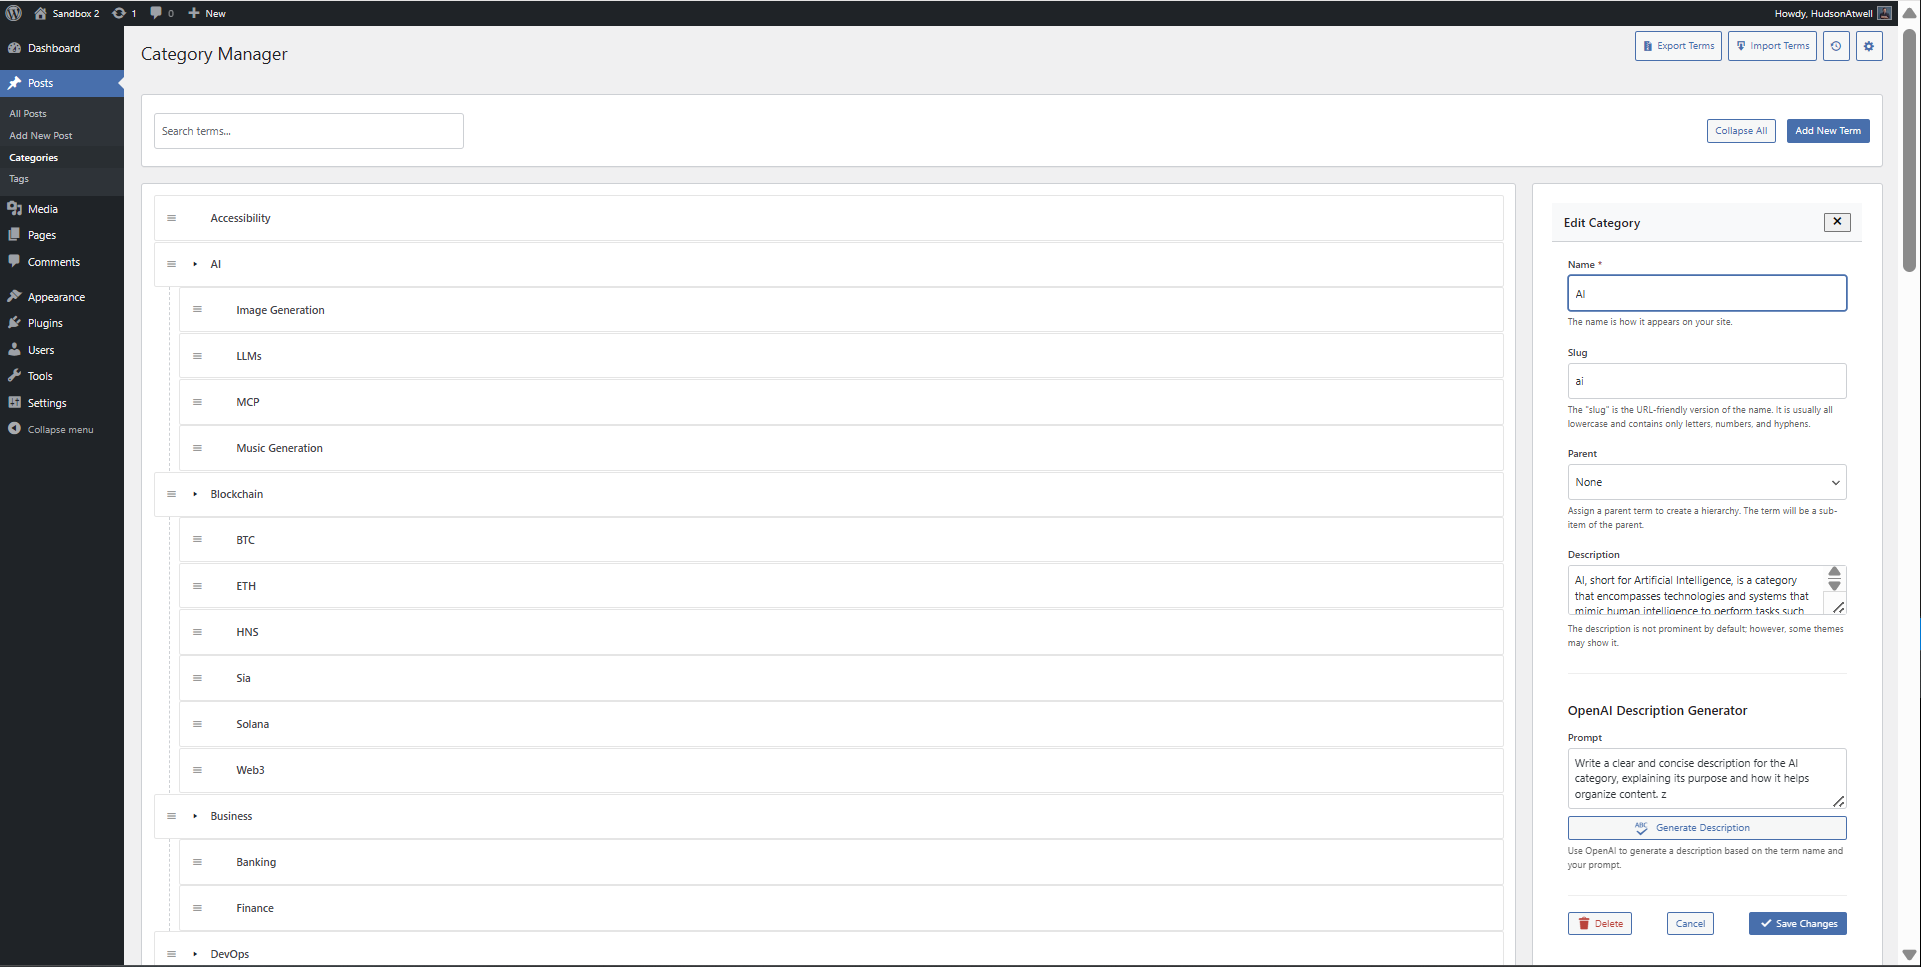 Sandbox 2
1
0
New
Howdy, HudsonAtwell
Dashboard
Posts
All Posts
Add New Post
Categories
Tags
Media
Pages
Comments
Appearance
Plugins
Users
Tools
Settings
Collapse menu
Category Manager
Export Terms
Import Terms
Search terms...
Collapse All
Add New Term
Accessibility
AI
Image Generation
LLMs
MCP
Music Generation
Blockchain
BTC
ETH
HNS
Sia
Solana
Web3
Business
Banking
Finance
DevOps
Edit Category
Name *
AI
The name is how it appears on your site.
Slug
ai
The "slug" is the URL-friendly version of the name. It is usually all
lowercase and contains only letters, numbers, and hyphens.
Parent
None
Assign a parent term to create a hierarchy. The term will be a sub-
item of the parent.
Description
AI, short for Artificial Intelligence, is a category
that encompasses technologies and systems that
mimic human intelligence to perform tasks such
The description is not prominent by default; however, some themes
may show it.
OpenAI Description Generator
Prompt
Write a clear and concise description for the AI
category, explaining its purpose and how it helps
organize content. z
ABC
Generate Description
Use OpenAI to generate a description based on the term name and
your prompt.
Delete
Cancel
Save Changes